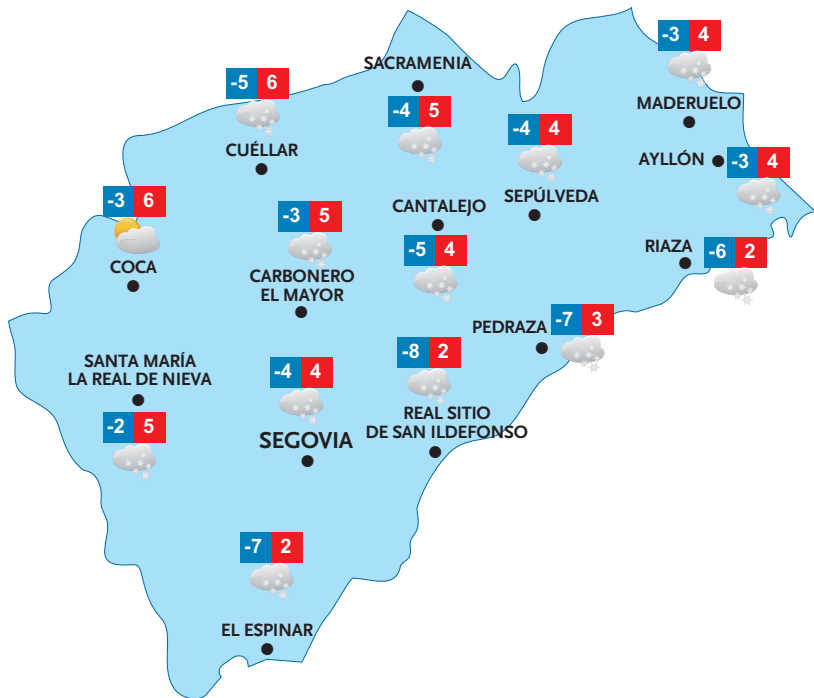 -3 4
MADERUELO
SACRAMENIA
-4 5
-5 6
CUÉLLAR
-4 4
SEPÚLVEDA
AYLLÓN
-3 4
-3 6
COCA
-3 5
CARBONERO
EL MAYOR
CANTALEJO
-5 4
RIAZA
-6 2
PEDRAZA
-7 3
SANTA MARÍA
LA REAL DE NIEVA
-2 5
-4 4
SEGOVIA
-8 2
REAL SITIO
DE SAN ILDEFONSO
-7 2
EL ESPINAR